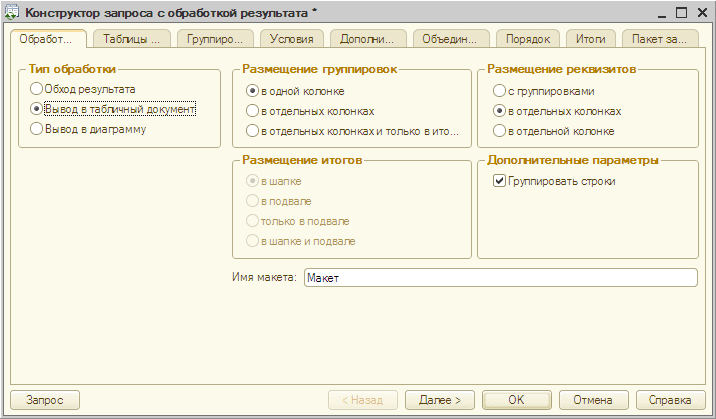 Конструктор запроса с обработкой результата *
Обработ... Таблицы ... Группиро... Условия Дополни... Объедин... Порядок Итоги Пакет за...
Тип обработки
Обход результата
Вывод в табличный документ
Вывод в диаграмму
Размещение группировок
в одной колонке
в отдельных колонках
в отдельных колонках и только в ито...
Размещение реквизитов
с группировками
в отдельных колонках
в отдельной колонке
Размещение итогов
в шапке
в подвале
только в подвале
в шапке и подвале
Дополнительные параметры
Группировать строки
Имя макета: Макет
Запрос < Назад Далее > OK Отмена Справка